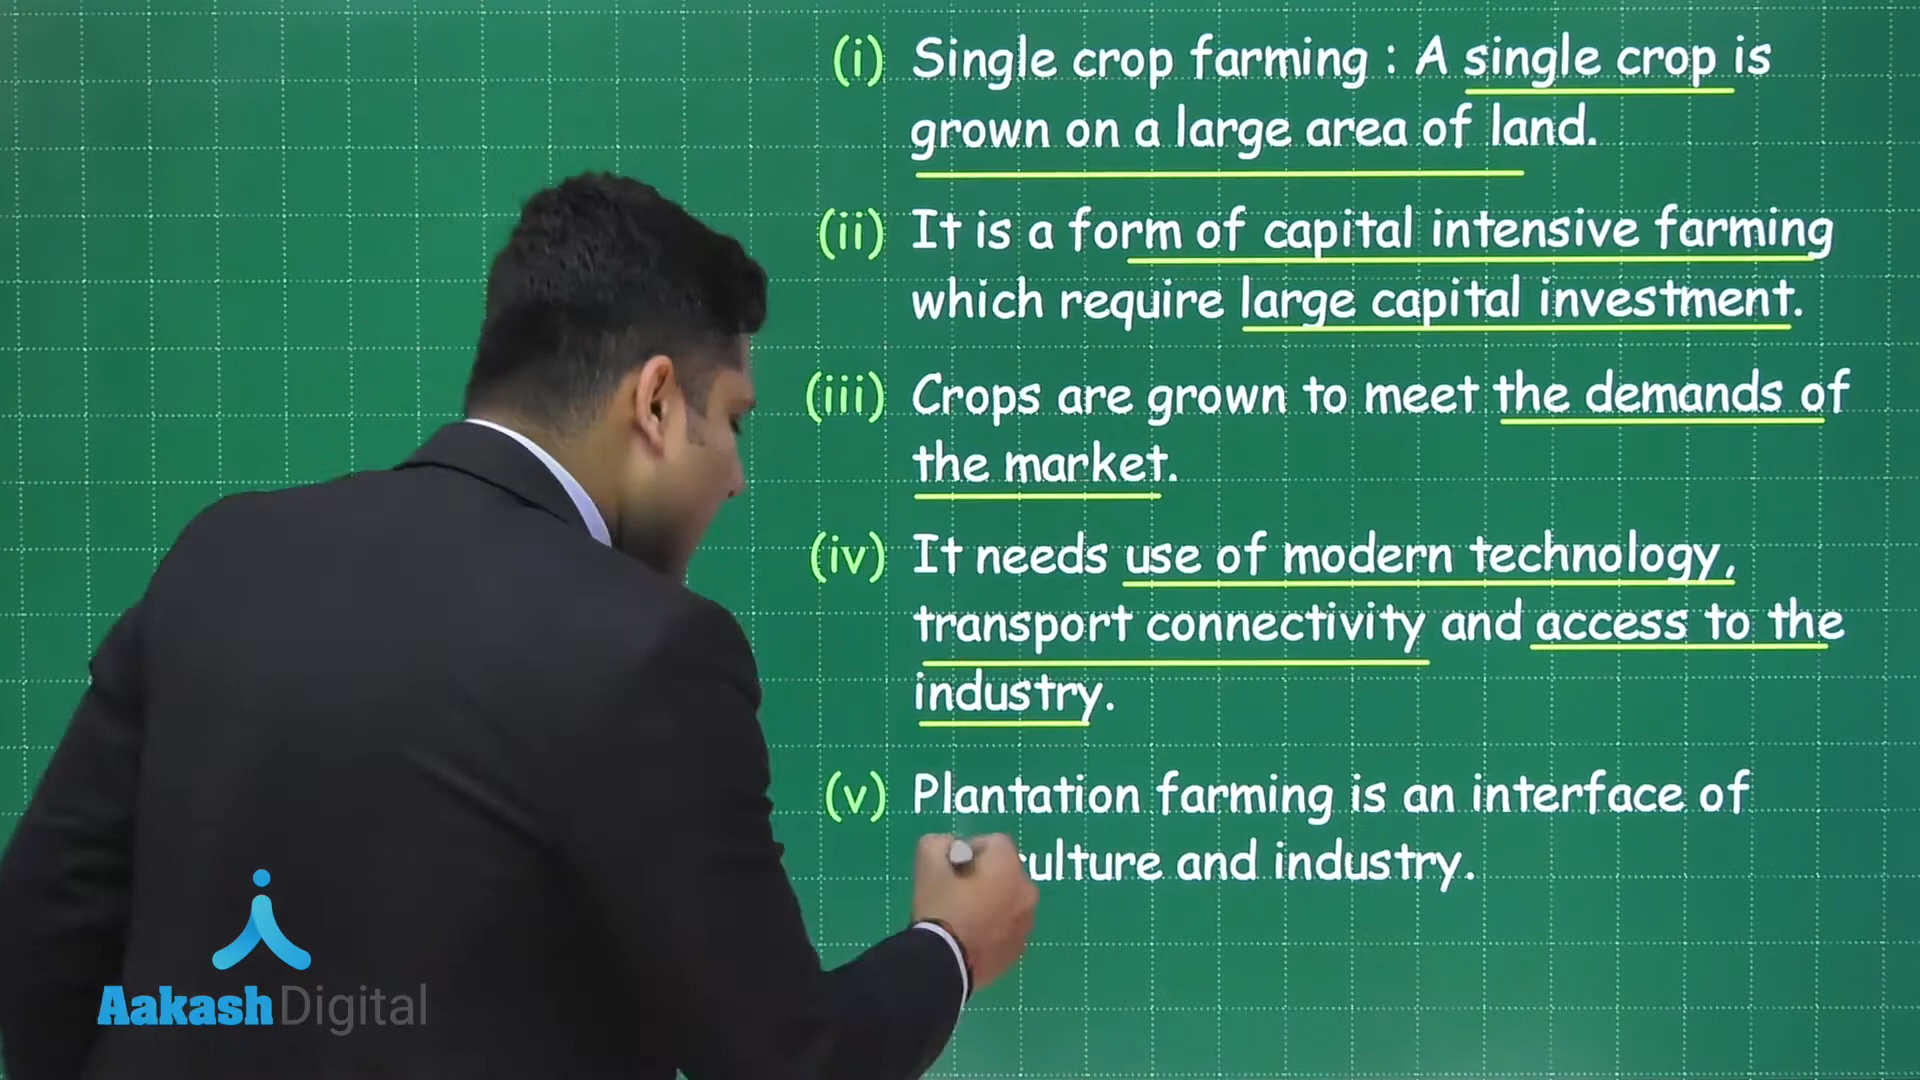 (i) Single crop farming : A single crop is
grown on a large area of land.
(ii) It is a form of capital intensive farming
which require large capital investment.
(iii) Crops are grown to meet the demands of
the market.
(iv) It needs use of modern technology,
transport connectivity and access to the
industry.
(v) Plantation farming is an interface of
and industry.
Aakash Digital